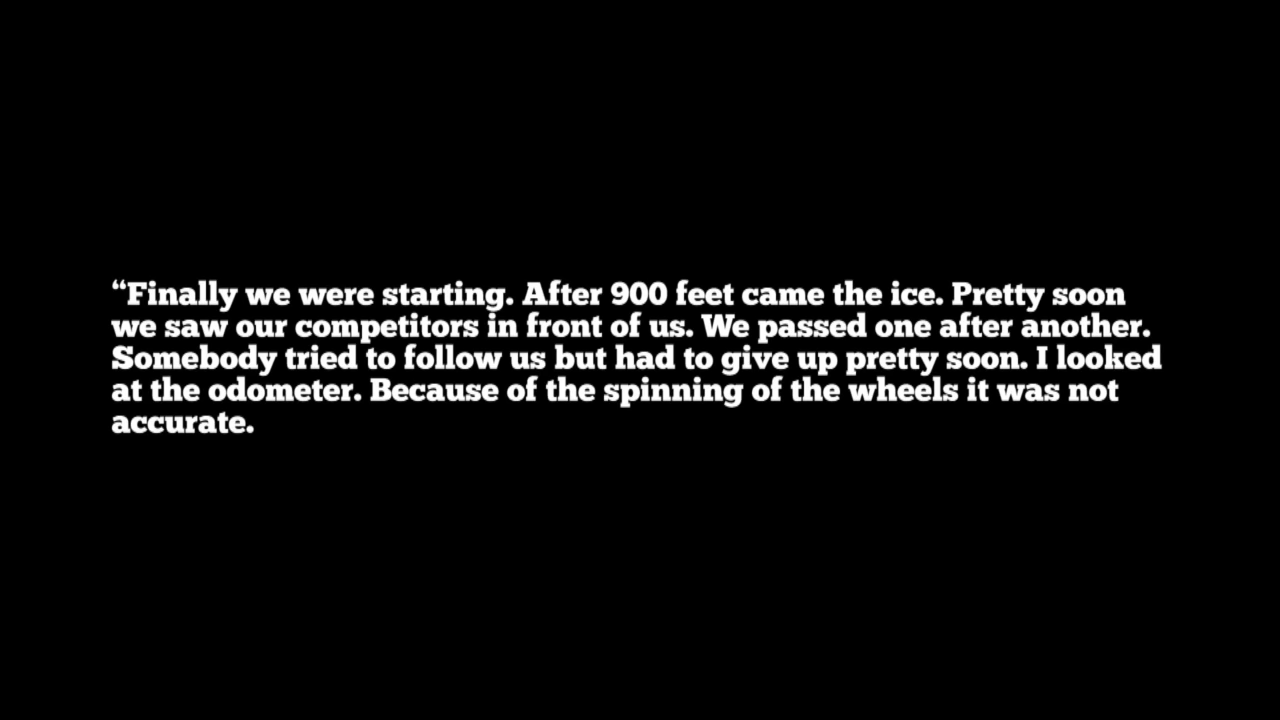 “Finally we were starting. After 900 feet came the ice. Pretty soon
we saw our competitors in front of us. We passed one after another.
Somebody tried to follow us but had to give up pretty soon. I looked
at the odometer. Because of the spinning of the wheels it was not
accurate.